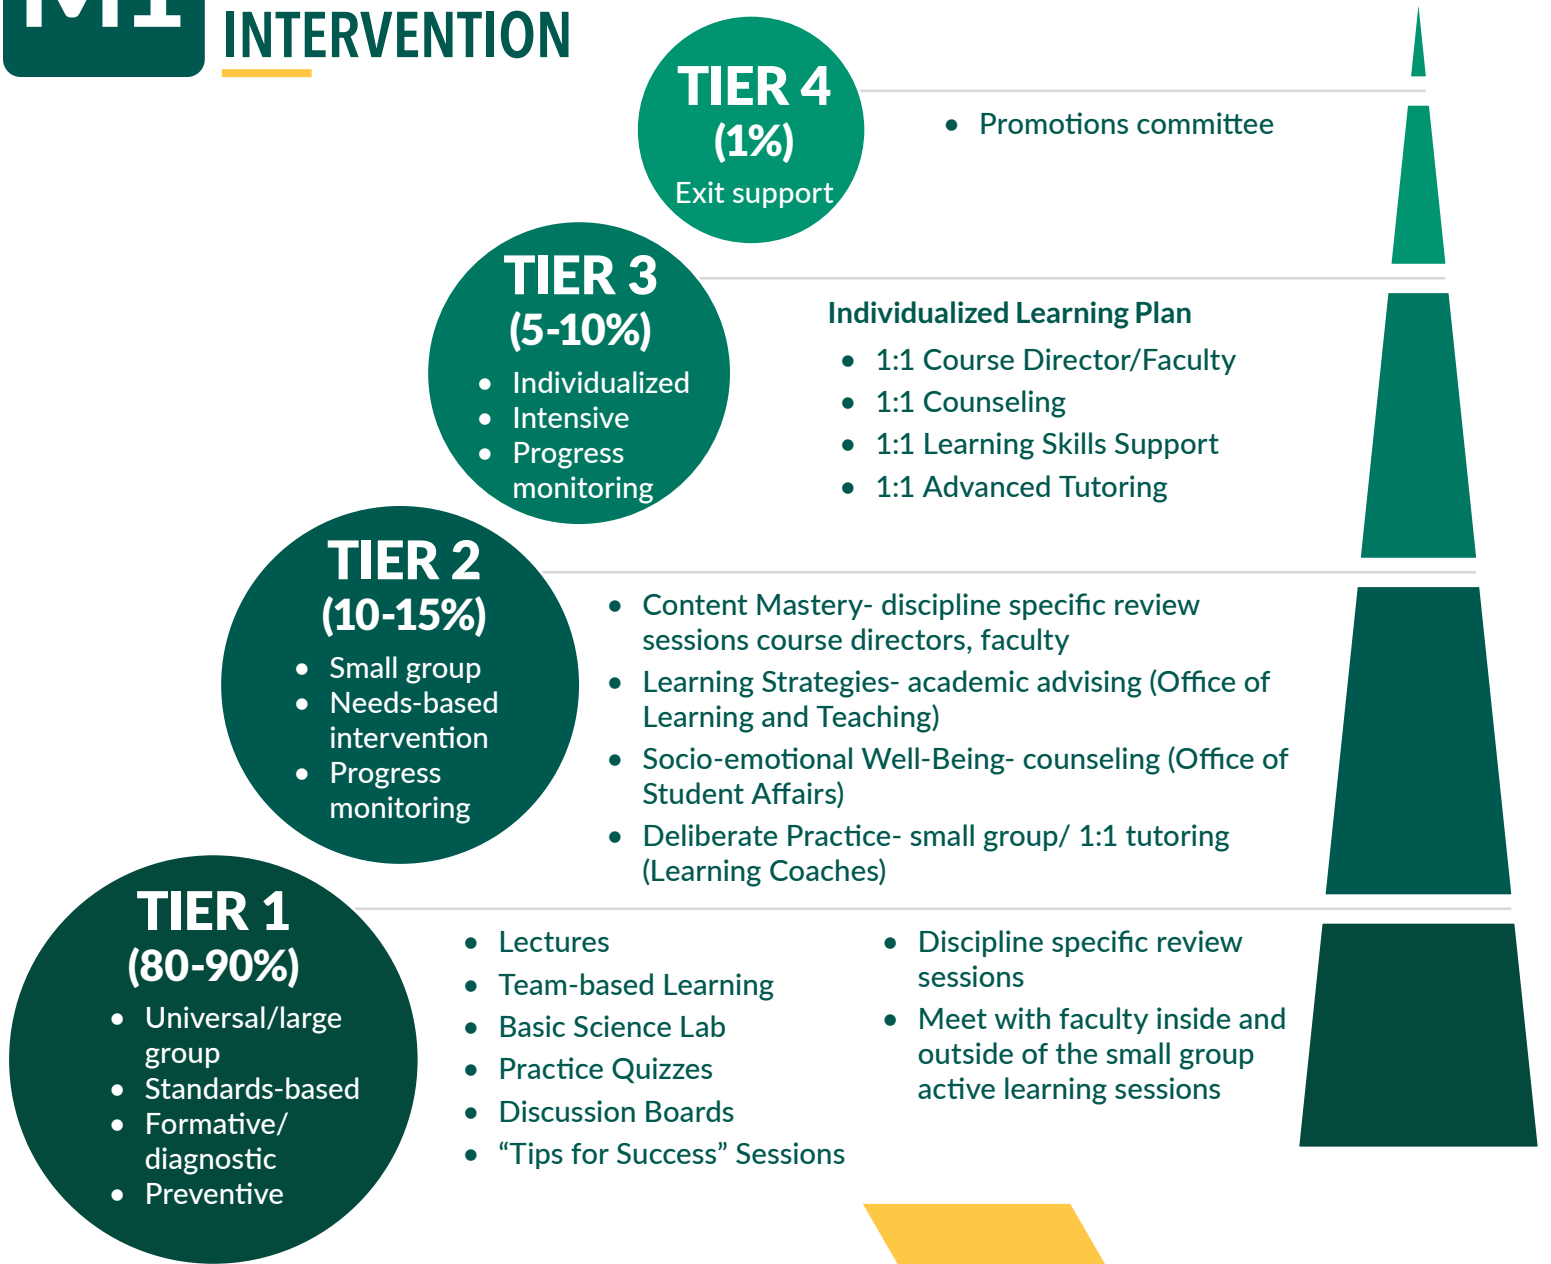 M1
INTERVENTION
TIER 4
(1%)
Exit support
• Promotions committee
TIER 3
(5-10%)
• Individualized
• Intensive
• Progress
monitoring
Individualized Learning Plan
• 1:1 Course Director/Faculty
• 1:1 Counseling
• 1:1 Learning Skills Support
• 1:1 Advanced Tutoring
TIER 2
(10-15%)
• Small group
• Needs-based
intervention
• Progress
monitoring
• Content Mastery- discipline specific review
sessions course directors, faculty
• Learning Strategies- academic advising (Office of
Learning and Teaching)
• Socio-emotional Well-Being- counseling (Office of
Student Affairs)
• Deliberate Practice- small group/ 1:1 tutoring
(Learning Coaches)
TIER 1
(80-90%)
• Universal/large
group
• Standards-based
• Formative/
diagnostic
• Preventive
• Lectures
• Team-based Learning
• Basic Science Lab
• Practice Quizzes
• Discussion Boards
• “Tips for Success” Sessions
• Discipline specific review
sessions
• Meet with faculty inside and
outside of the small group
active learning sessions